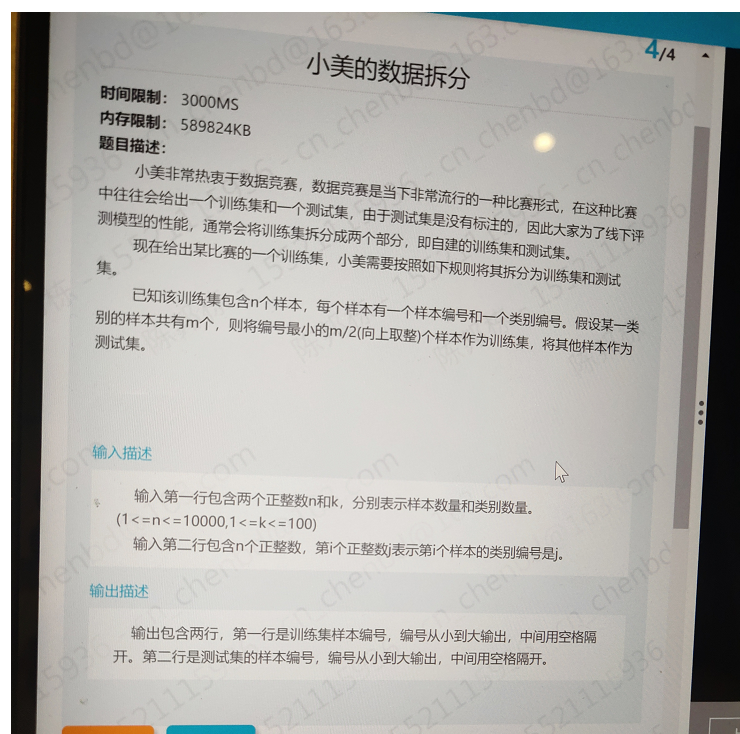 4/4
小美的数据拆分
时间限制： 3000MS
内存限制： 589824KB
题目描述：
小美非常热衷于数据竞赛，数据竞赛是当下非常流行的一种比赛形式，在这种比赛
中往往会给出一个训练集和一个测试集，由于测试集是没有标注的，因此大家为了线下评
测模型的性能，通常会将训练集拆分成两个部分，即自建的训练集和测试集。
现在给出某比赛的一个训练集，小美需要按照如下规则将其拆分为训练集和测试
集。
已知该训练集包含n个样本，每个样本有一个样本编号和一个类别编号。假设某一类
别的样本共有m个，则将编号最小的m/2(向上取整)个样本作为训练集，将其他样本作为
测试集。
输入描述
输入第一行包含两个正整数n和k，分别表示样本数量和类别数量。
(1<=n<=10000,1<=k<=100)
输入第二行包含n个正整数，第i个正整数j表示第i个样本的类别编号是j。
输出描述
输出包含两行，第一行是训练集样本编号，编号从小到大输出，中间用空格隔
开。第二行是测试集的样本编号，编号从小到大输出，中间用空格隔开。